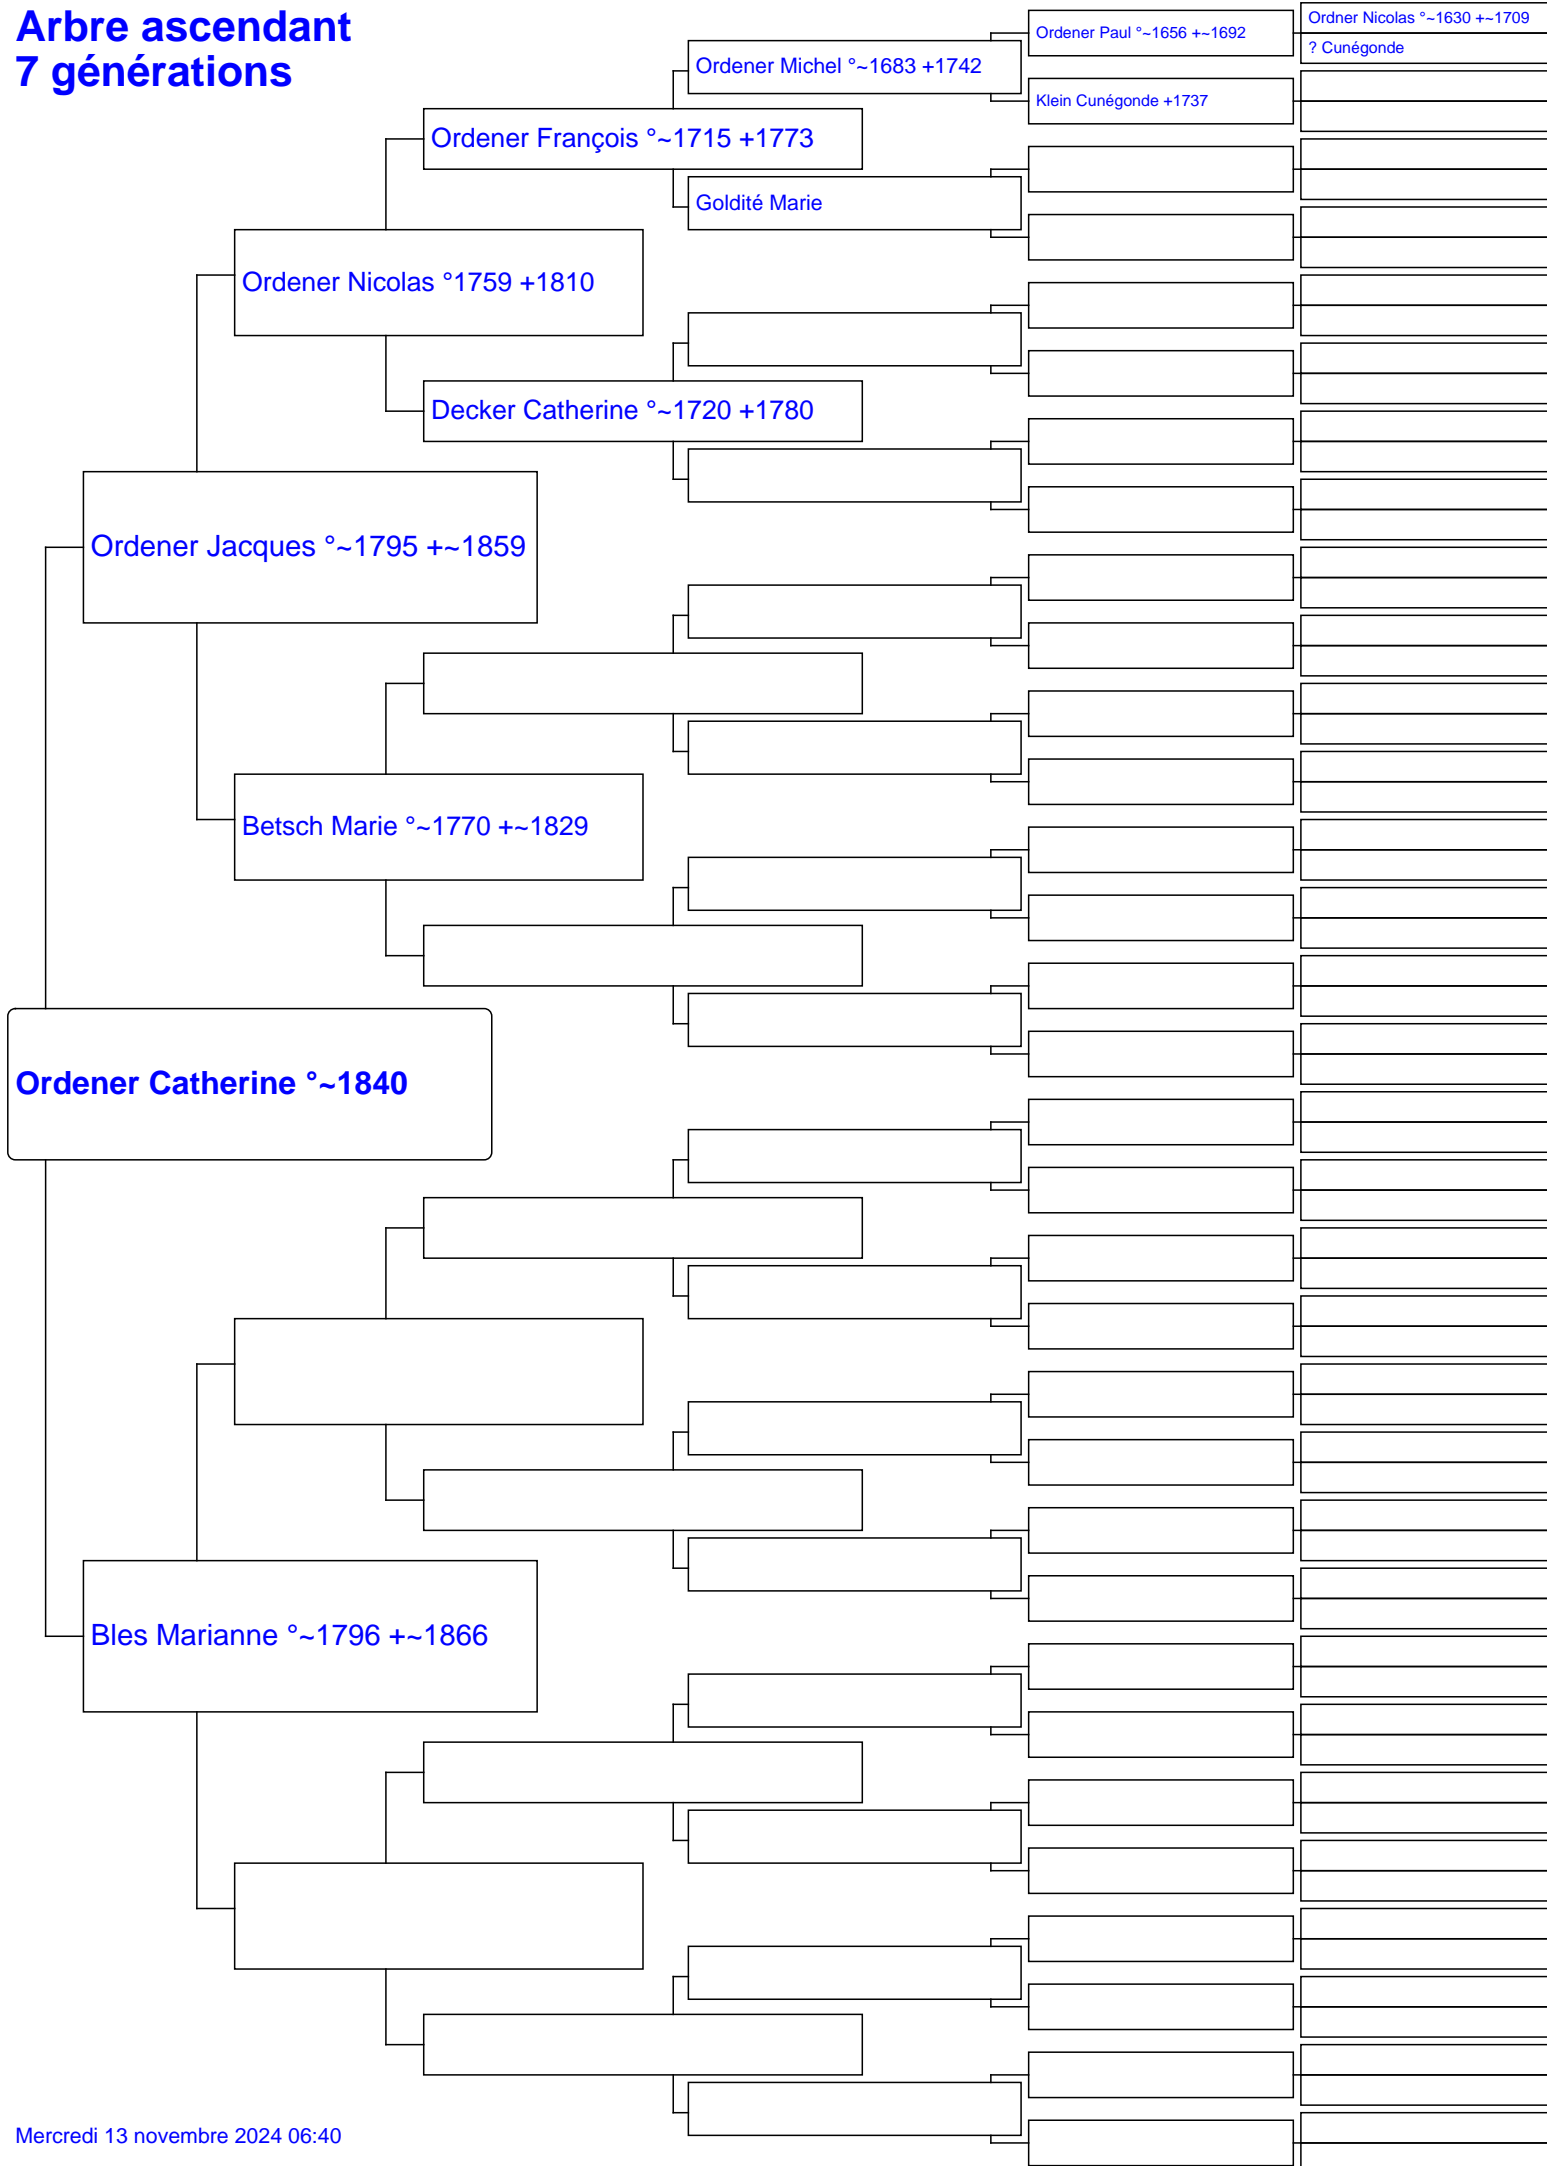 Arbre ascendant
7 générations
Ordner Nicolas °~1630 +~1709
Ordener Paul °~1656 +~1692
? Cunégonde
Ordener Michel °~1683 +1742
Klein Cunégonde +1737
Ordener François °~1715 +1773
Goldité Marie
Ordener Nicolas °1759 +1810
Decker Catherine °~1720 +1780
Ordener Jacques °~1795 +~1859
Betsch Marie °~1770 +~1829
Ordener Catherine °~1840
Bles Marianne °~1796 +~1866
Mercredi 13 novembre 2024 06:40